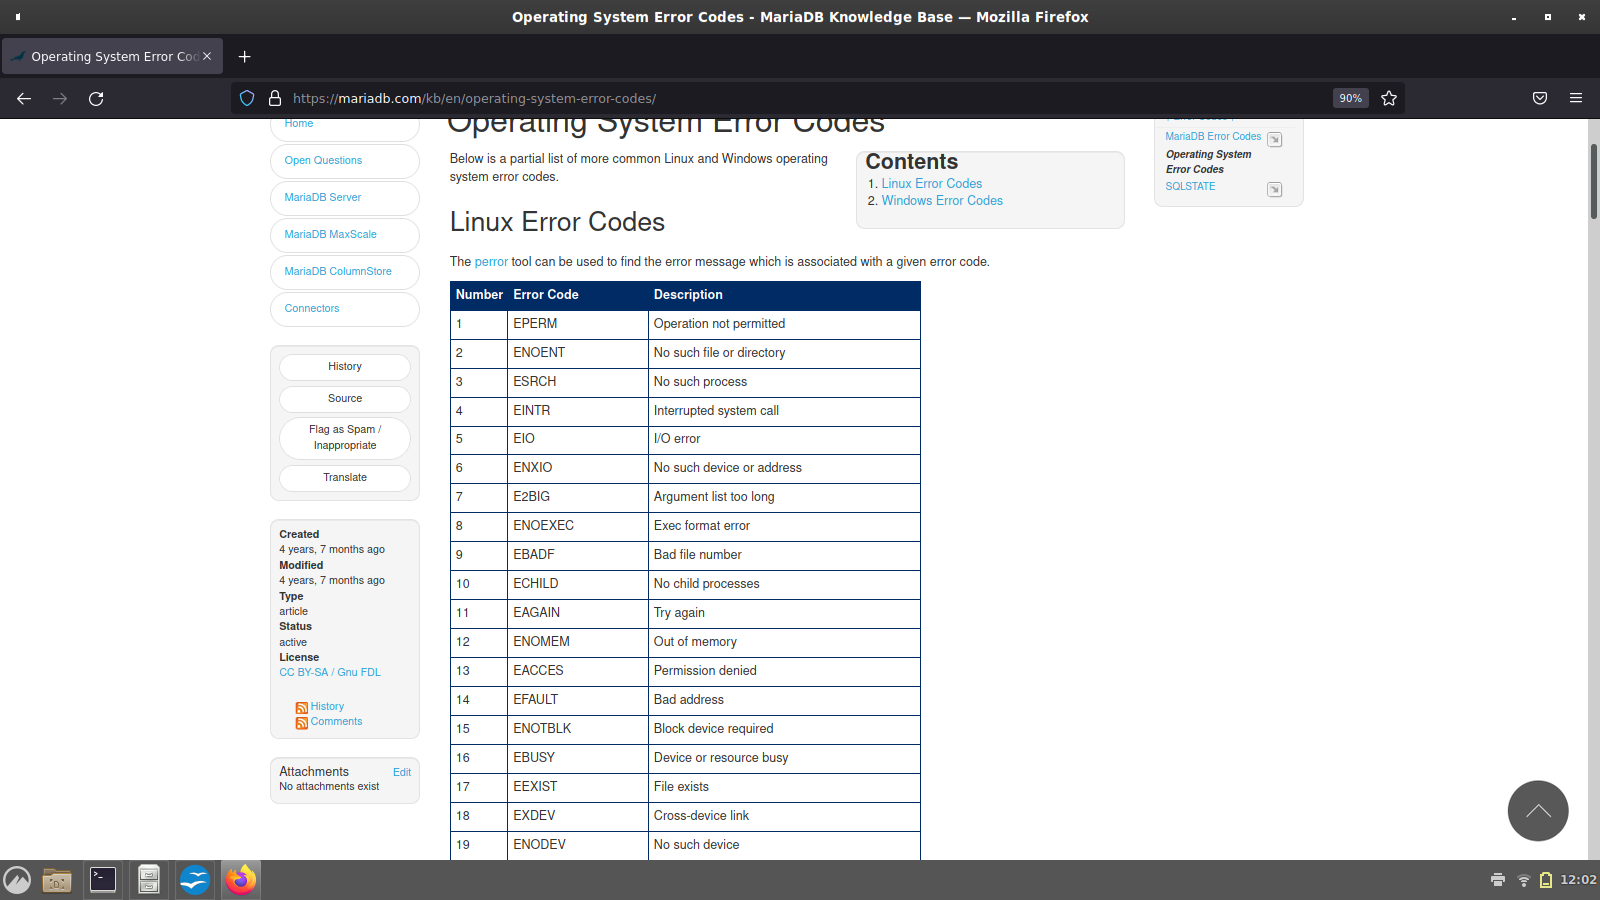 Operating System Error Codes - MariaDB Knowledge Base — Mozilla Firefox
Operating System Error Cod
https://mariadb.com/kb/en/operating-system-error-codes/
90%
Home
Open Questions
MariaDB Server
MariaDB MaxScale
MariaDB ColumnStore
Connectors
History
Source
Flag as Spam /
Inappropriate
Translate
Created
4 years, 7 months ago
Modified
4 years, 7 months ago
Type
article
Status
active
License
CC BY-SA / Gnu FDL
History
Comments
Attachments Edit
No attachments exist
Operating System Error Codes
Below is a partial list of more common Linux and Windows operating
system error codes.
Contents
1. Linux Error Codes
2. Windows Error Codes
Linux Error Codes
The perror tool can be used to find the error message which is associated with a given error code.
Number Error Code Description
1 EPERM Operation not permitted
2 ENOENT No such file or directory
3 ESRCH No such process
4 EINTR Interrupted system call
5 EIO I/O error
6 ENXIO No such device or address
7 E2BIG Argument list too long
8 ENOEXEC Exec format error
9 EBADF Bad file number
10 ECHILD No child processes
11 EAGAIN Try again
12 ENOMEM Out of memory
13 EACCES Permission denied
14 EFAULT Bad address
15 ENOTBLK Block device required
16 EBUSY Device or resource busy
17 EEXIST File exists
18 EXDEV Cross-device link
19 ENODEV No such device
MariaDB Error Codes
Operating System
Error Codes
SQLSTATE
12:02